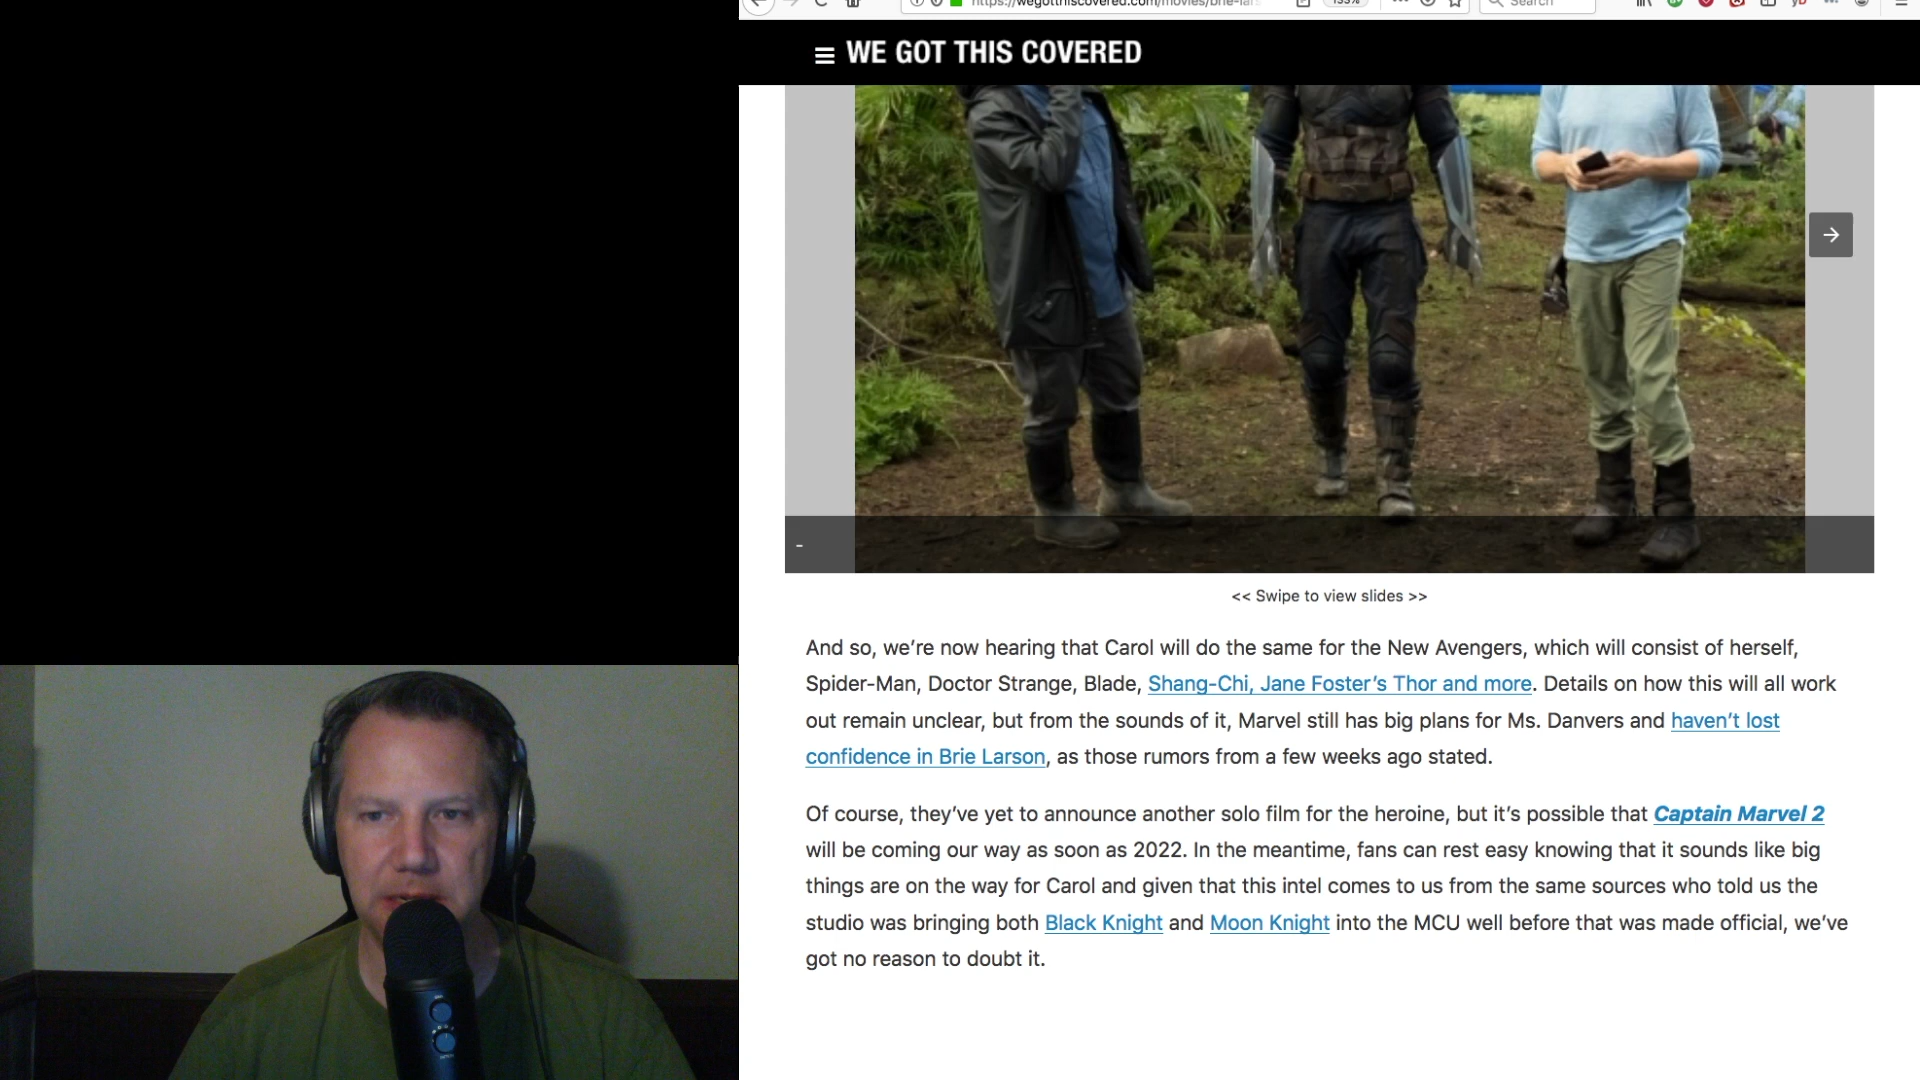 135%
Search
WE GOT THIS COVERED
-
<< Swipe to view slides >>
And so, we’re now hearing that Carol will do the same for the New Avengers, which will consist of herself,
Spider-Man, Doctor Strange, Blade, Shang-Chi, Jane Foster’s Thor and more. Details on how this will all work
out remain unclear, but from the sounds of it, Marvel still has big plans for Ms. Danvers and haven’t lost
confidence in Brie Larson, as those rumors from a few weeks ago stated.
Of course, they’ve yet to announce another solo film for the heroine, but it’s possible that Captain Marvel 2
will be coming our way as soon as 2022. In the meantime, fans can rest easy knowing that it sounds like big
things are on the way for Carol and given that this intel comes to us from the same sources who told us the
studio was bringing both Black Knight and Moon Knight into the MCU well before that was made official, we’ve
got no reason to doubt it.